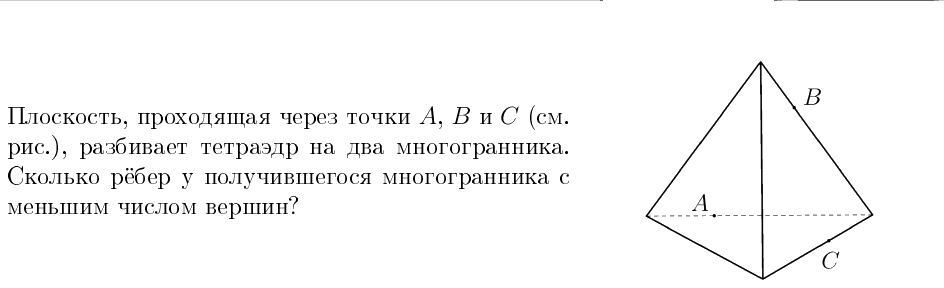 Плоскость, проходящая через точки A, B и C (см.
рис.), разбивает тетраэдр на два многогранника.
Сколько рёбер у получившегося многогранника с
меньшим числом вершин?
B
A
C